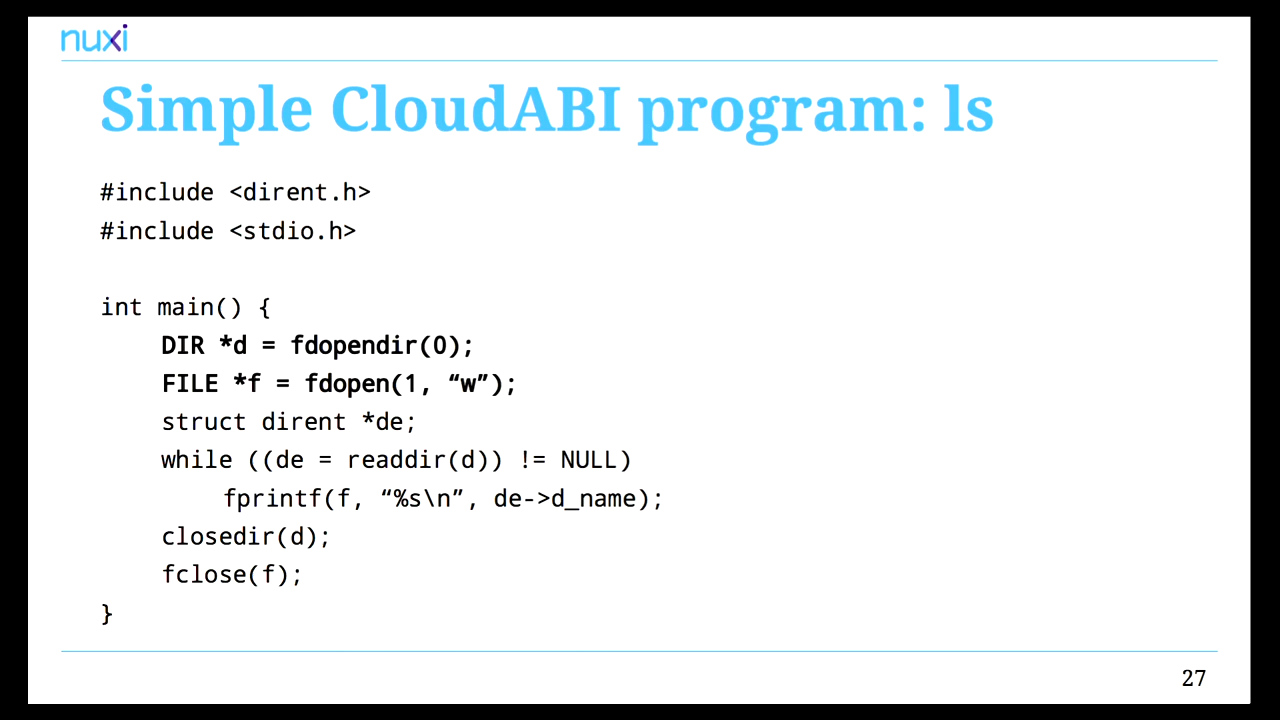 nuxi
Simple CloudABI program: ls
#include <dirent.h>
#include <stdio.h>
int main() {
DIR *d = fdopendir(0);
FILE *f = fdopen(1, “w”);
struct dirent *de;
while ((de = readdir(d)) != NULL)
fprintf(f, “%s\n”, de->d_name);
closedir(d);
fclose(f);
}
27